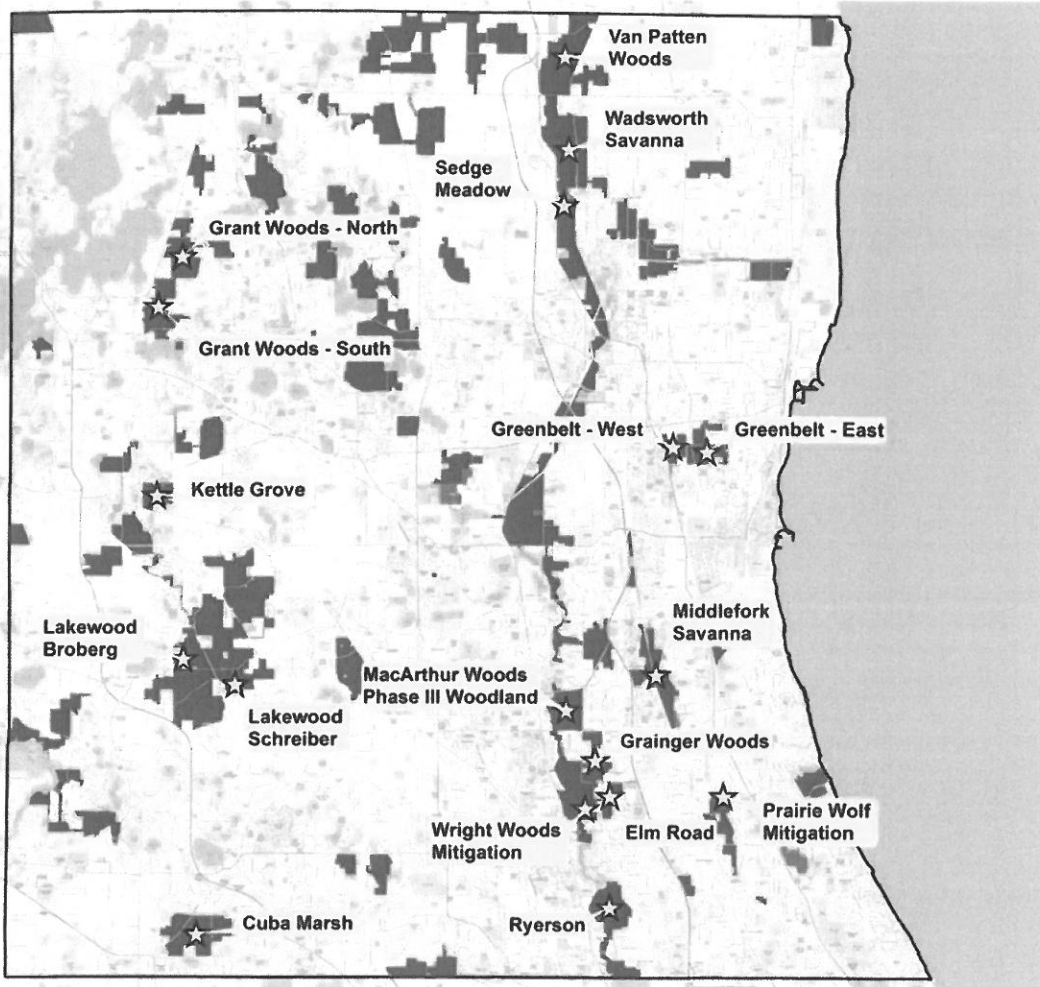 Van Patten
Woods
Wadsworth
Savanna
Sedge
Meadow
Grant Woods - North
Grant Woods - South
Greenbelt - West
Greenbelt - East
Kettle Grove
Middlefork
Savanna
Lakewood
Broberg
MacArthur Woods
Phase III Woodland
Lakewood
Schreiber
Grainger Woods
Prairie Wolf
Mitigation
Elm Road
Wright Woods
Mitigation
Cuba Marsh
Ryerson